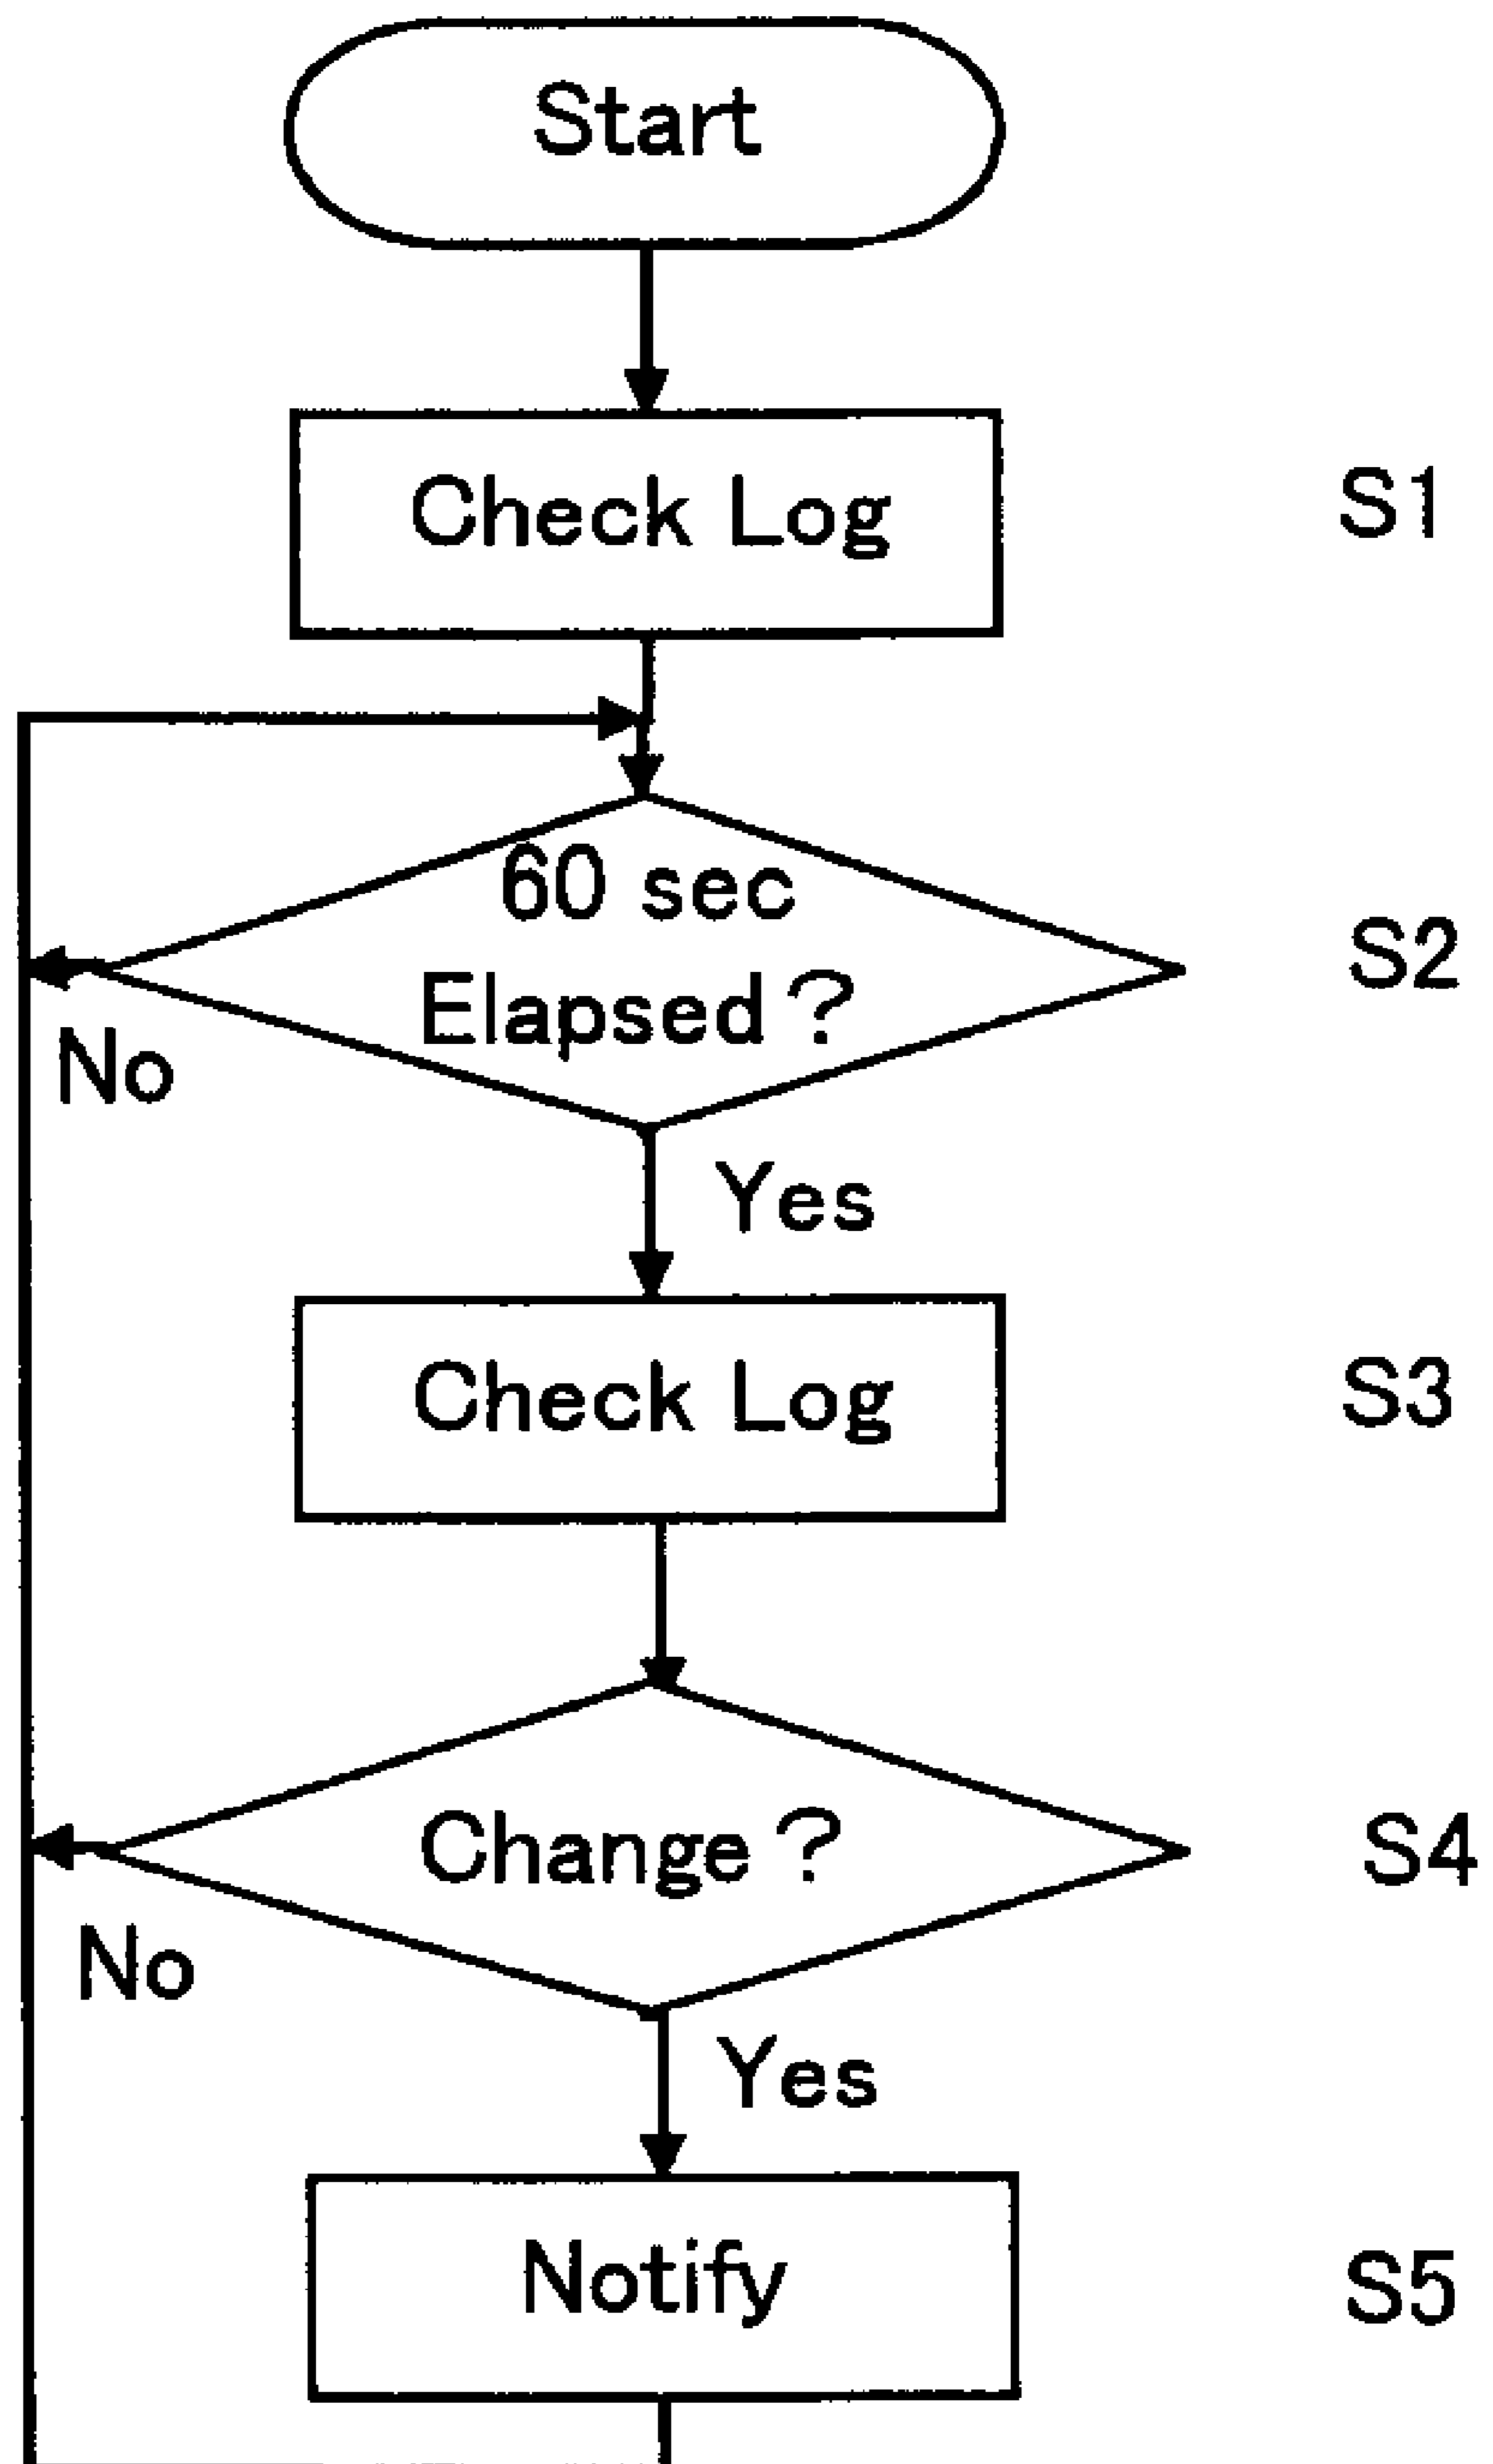 Start
Check Log
S1
60 sec
Elapsed ?
S2
No
Yes
Check Log
S3
Change ?
S4
No
Yes
Notify
S5